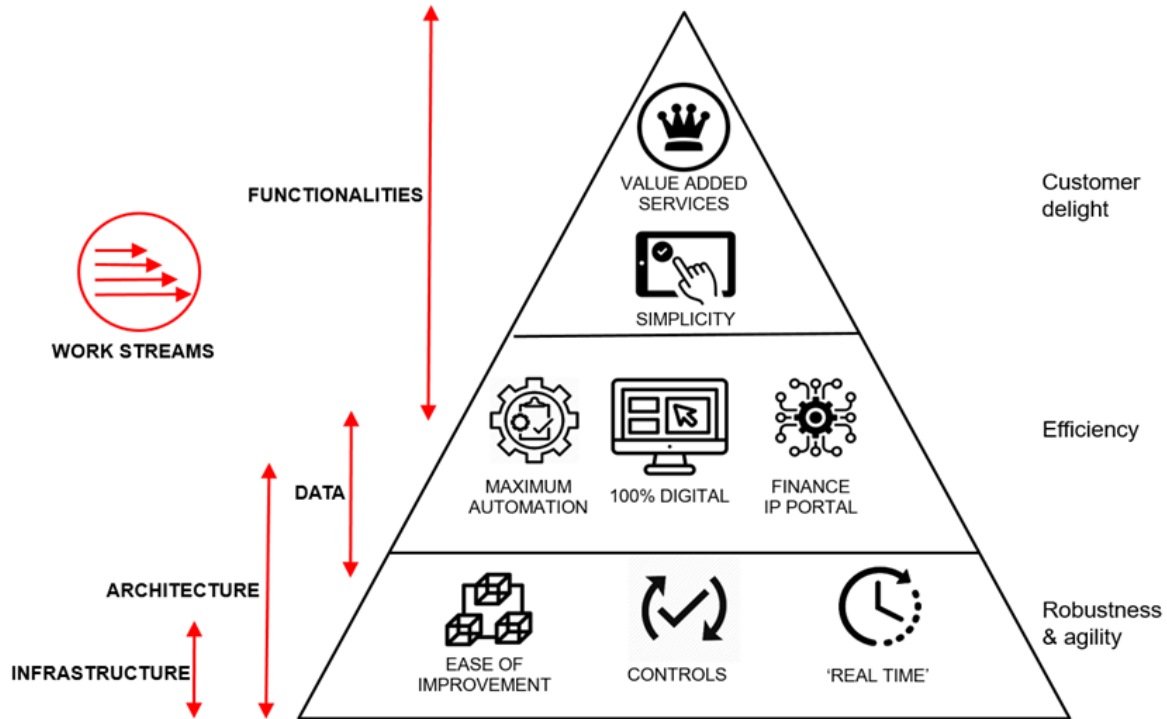 FUNCTIONALITIES
WORK STREAMS
DATA
ARCHITECTURE
INFRASTRUCTURE
VALUE ADDED
SERVICES
SIMPLICITY
Customer
delight
MAXIMUM
AUTOMATION
100% DIGITAL
FINANCE
IP PORTAL
Efficiency
EASE OF
IMPROVEMENT
CONTROLS
‘REAL TIME’
Robustness
& agility